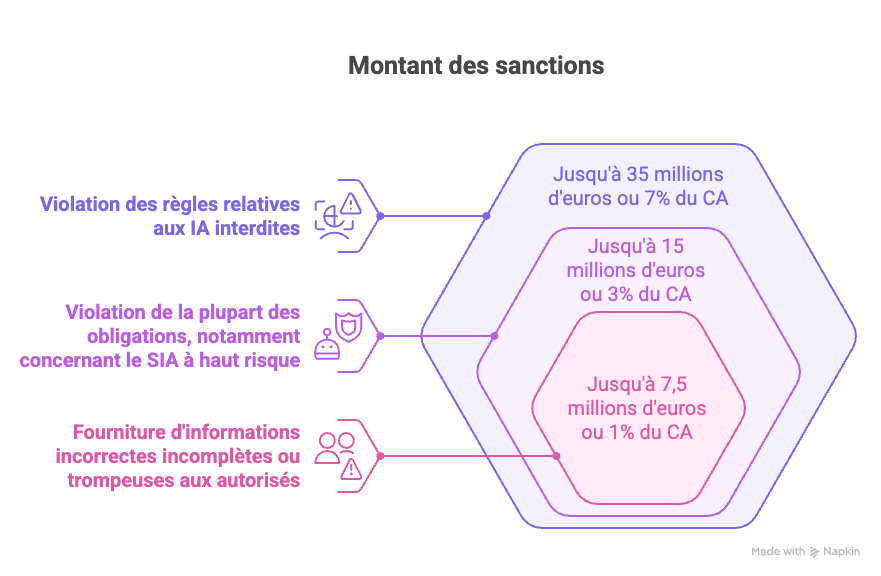 Montant des sanctions
Violation des règles relatives
aux IA interdites
Jusqu'à 35 millions
d'euros ou 7% du CA
Violation de la plupart des
obligations, notamment
concernant le SIA à haut risque
Jusqu'à 15
millions d'euros
ou 3% du CA
Fourniture d'informations
incorrectes incomplètes ou
trompeuses aux autorisés
Jusqu'à 7,5
millions d'euros
ou 1% du CA
Made with Napkin